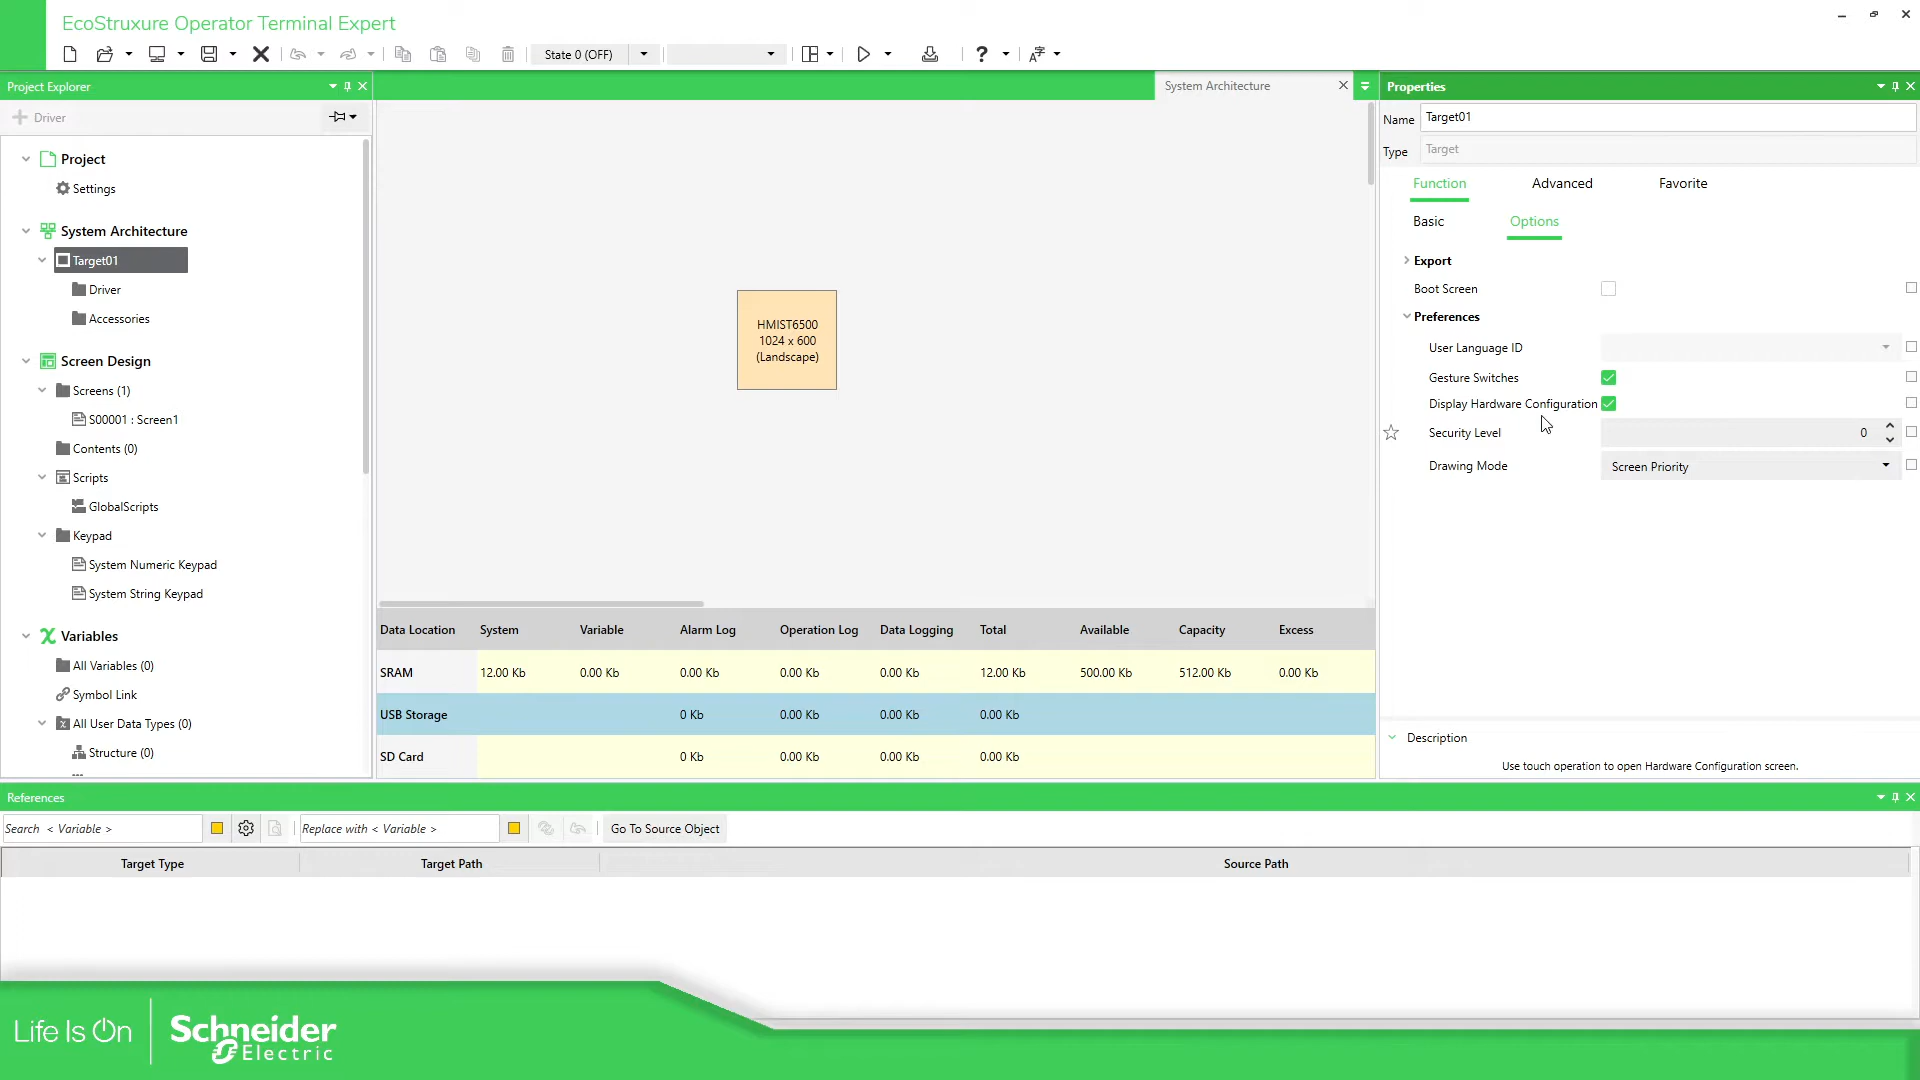 EcoStruxure Operator Terminal Expert
State 0 (OFF)
Project Explorer
Driver
Project
Settings
System Architecture
Target01
Driver
Accessories
Screen Design
Screens (1)
S00001 : Screen1
Contents (0)
Scripts
GlobalScripts
Keypad
System Numeric Keypad
System String Keypad
Variables
All Variables (0)
Symbol Link
All User Data Types (0)
Structure (0)
System Architecture
HMIST6500
1024 x 600
(Landscape)
Data Location System Variable Alarm Log Operation Log Data Logging Total Available Capacity Excess
SRAM 12.00 Kb 0.00 Kb 0.00 Kb 0.00 Kb 0.00 Kb 12.00 Kb 500.00 Kb 512.00 Kb 0.00 Kb
USB Storage 0 Kb 0.00 Kb 0.00 Kb 0.00 Kb
SD Card 0 Kb 0.00 Kb 0.00 Kb 0.00 Kb
Properties
Name Target01
Type Target
Function Advanced Favorite
Basic Options
Export
Boot Screen
Preferences
User Language ID
Gesture Switches
Display Hardware Configuration
Security Level 0
Drawing Mode Screen Priority
Description
Use touch operation to open Hardware Configuration screen.
References
Search < Variable > Replace with < Variable > Go To Source Object
Target Type Target Path Source Path
Life Is On
Schneider
Electric